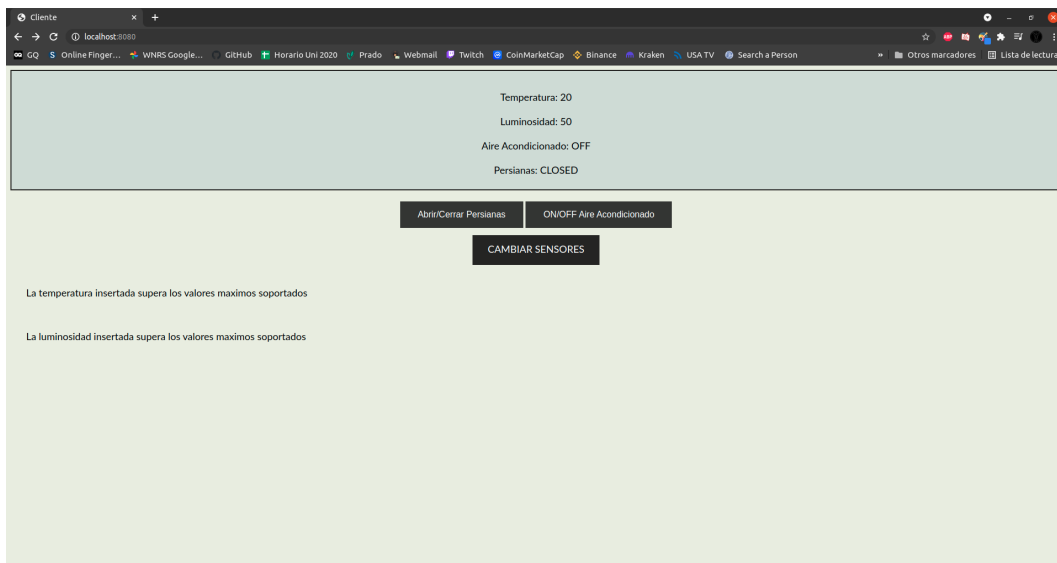 Cliente
localhost:8080
GQ
Online Finger...
WNRS Google...
GitHub
Horario Uni 2020
Prado
Webmail
Twitch
CoinMarketCap
Binance
Kraken
USA TV
Search a Person
»
Otros marcadores
Lista de lectura
Temperatura: 20
Luminosidad: 50
Aire Acondicionado: OFF
Persianas: CLOSED
Abrir/Cerrar Persianas
ON/OFF Aire Acondicionado
CAMBIAR SENSORES
La temperatura insertada supera los valores maximos soportados
La luminosidad insertada supera los valores maximos soportados